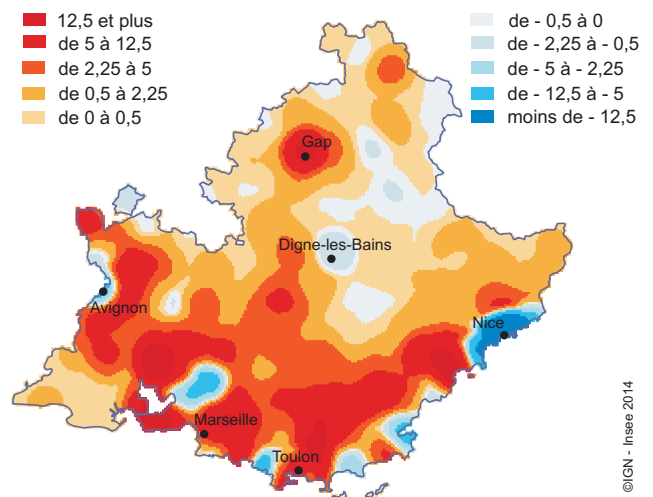 12,5 et plus
de 5 à 12,5
de 2,25 à 5
de 0,5 à 2,25
de 0 à 0,5
de - 0,5 à 0
de - 2,25 à - 0,5
de - 5 à - 2,25
de - 12,5 à - 5
moins de - 12,5
Gap
Digne-les-Bains
Avignon
Nice
Marseille
Toulon
©IGN - Insee 2014